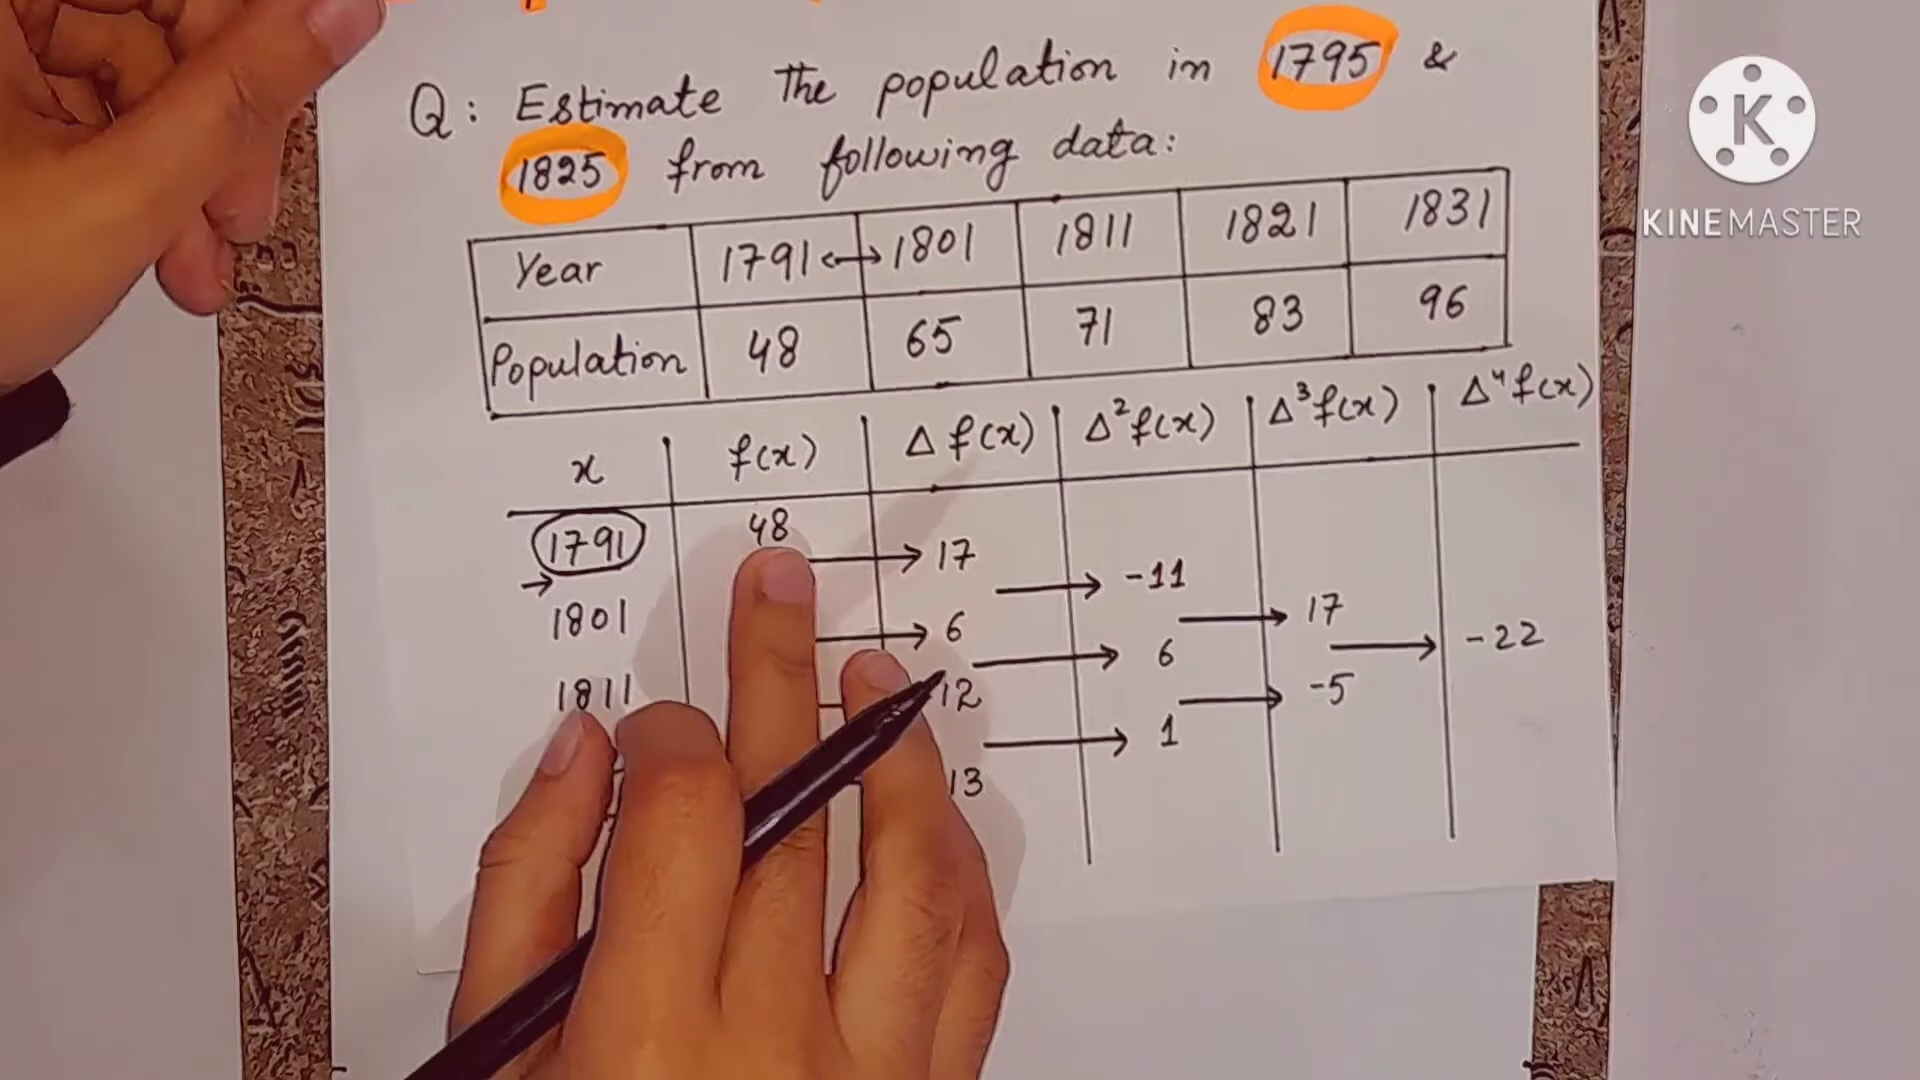 Q: Estimate the population in 1795 &
1825 from following data:
Year 1791 ↔ 1801 1811 1821 1831
Population 48 65 71 83 96
x f(x) Δf(x) Δ²f(x) Δ³f(x) Δ⁴f(x)
1791 48
→ 17
→ → -11
1801 → 6 → 17
→ 6 → -22
1811 12 → -5
→ 1
13
K
KINEMASTER